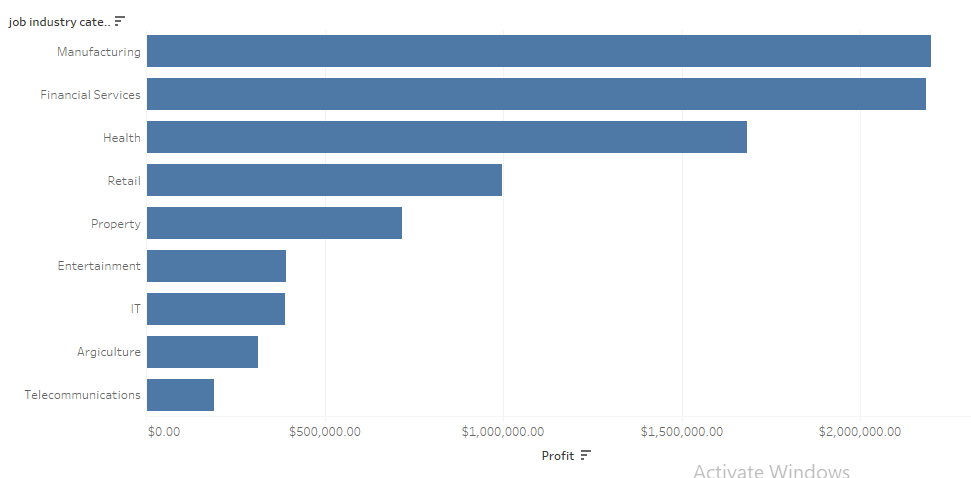 job industry cate..
Manufacturing
Financial Services
Health
Retail
Property
Entertainment
IT
Argiculture
Telecommunications
$0.00 $500,000.00 $1,000,000.00 $1,500,000.00 $2,000,000.00
Profit
Activate Windows